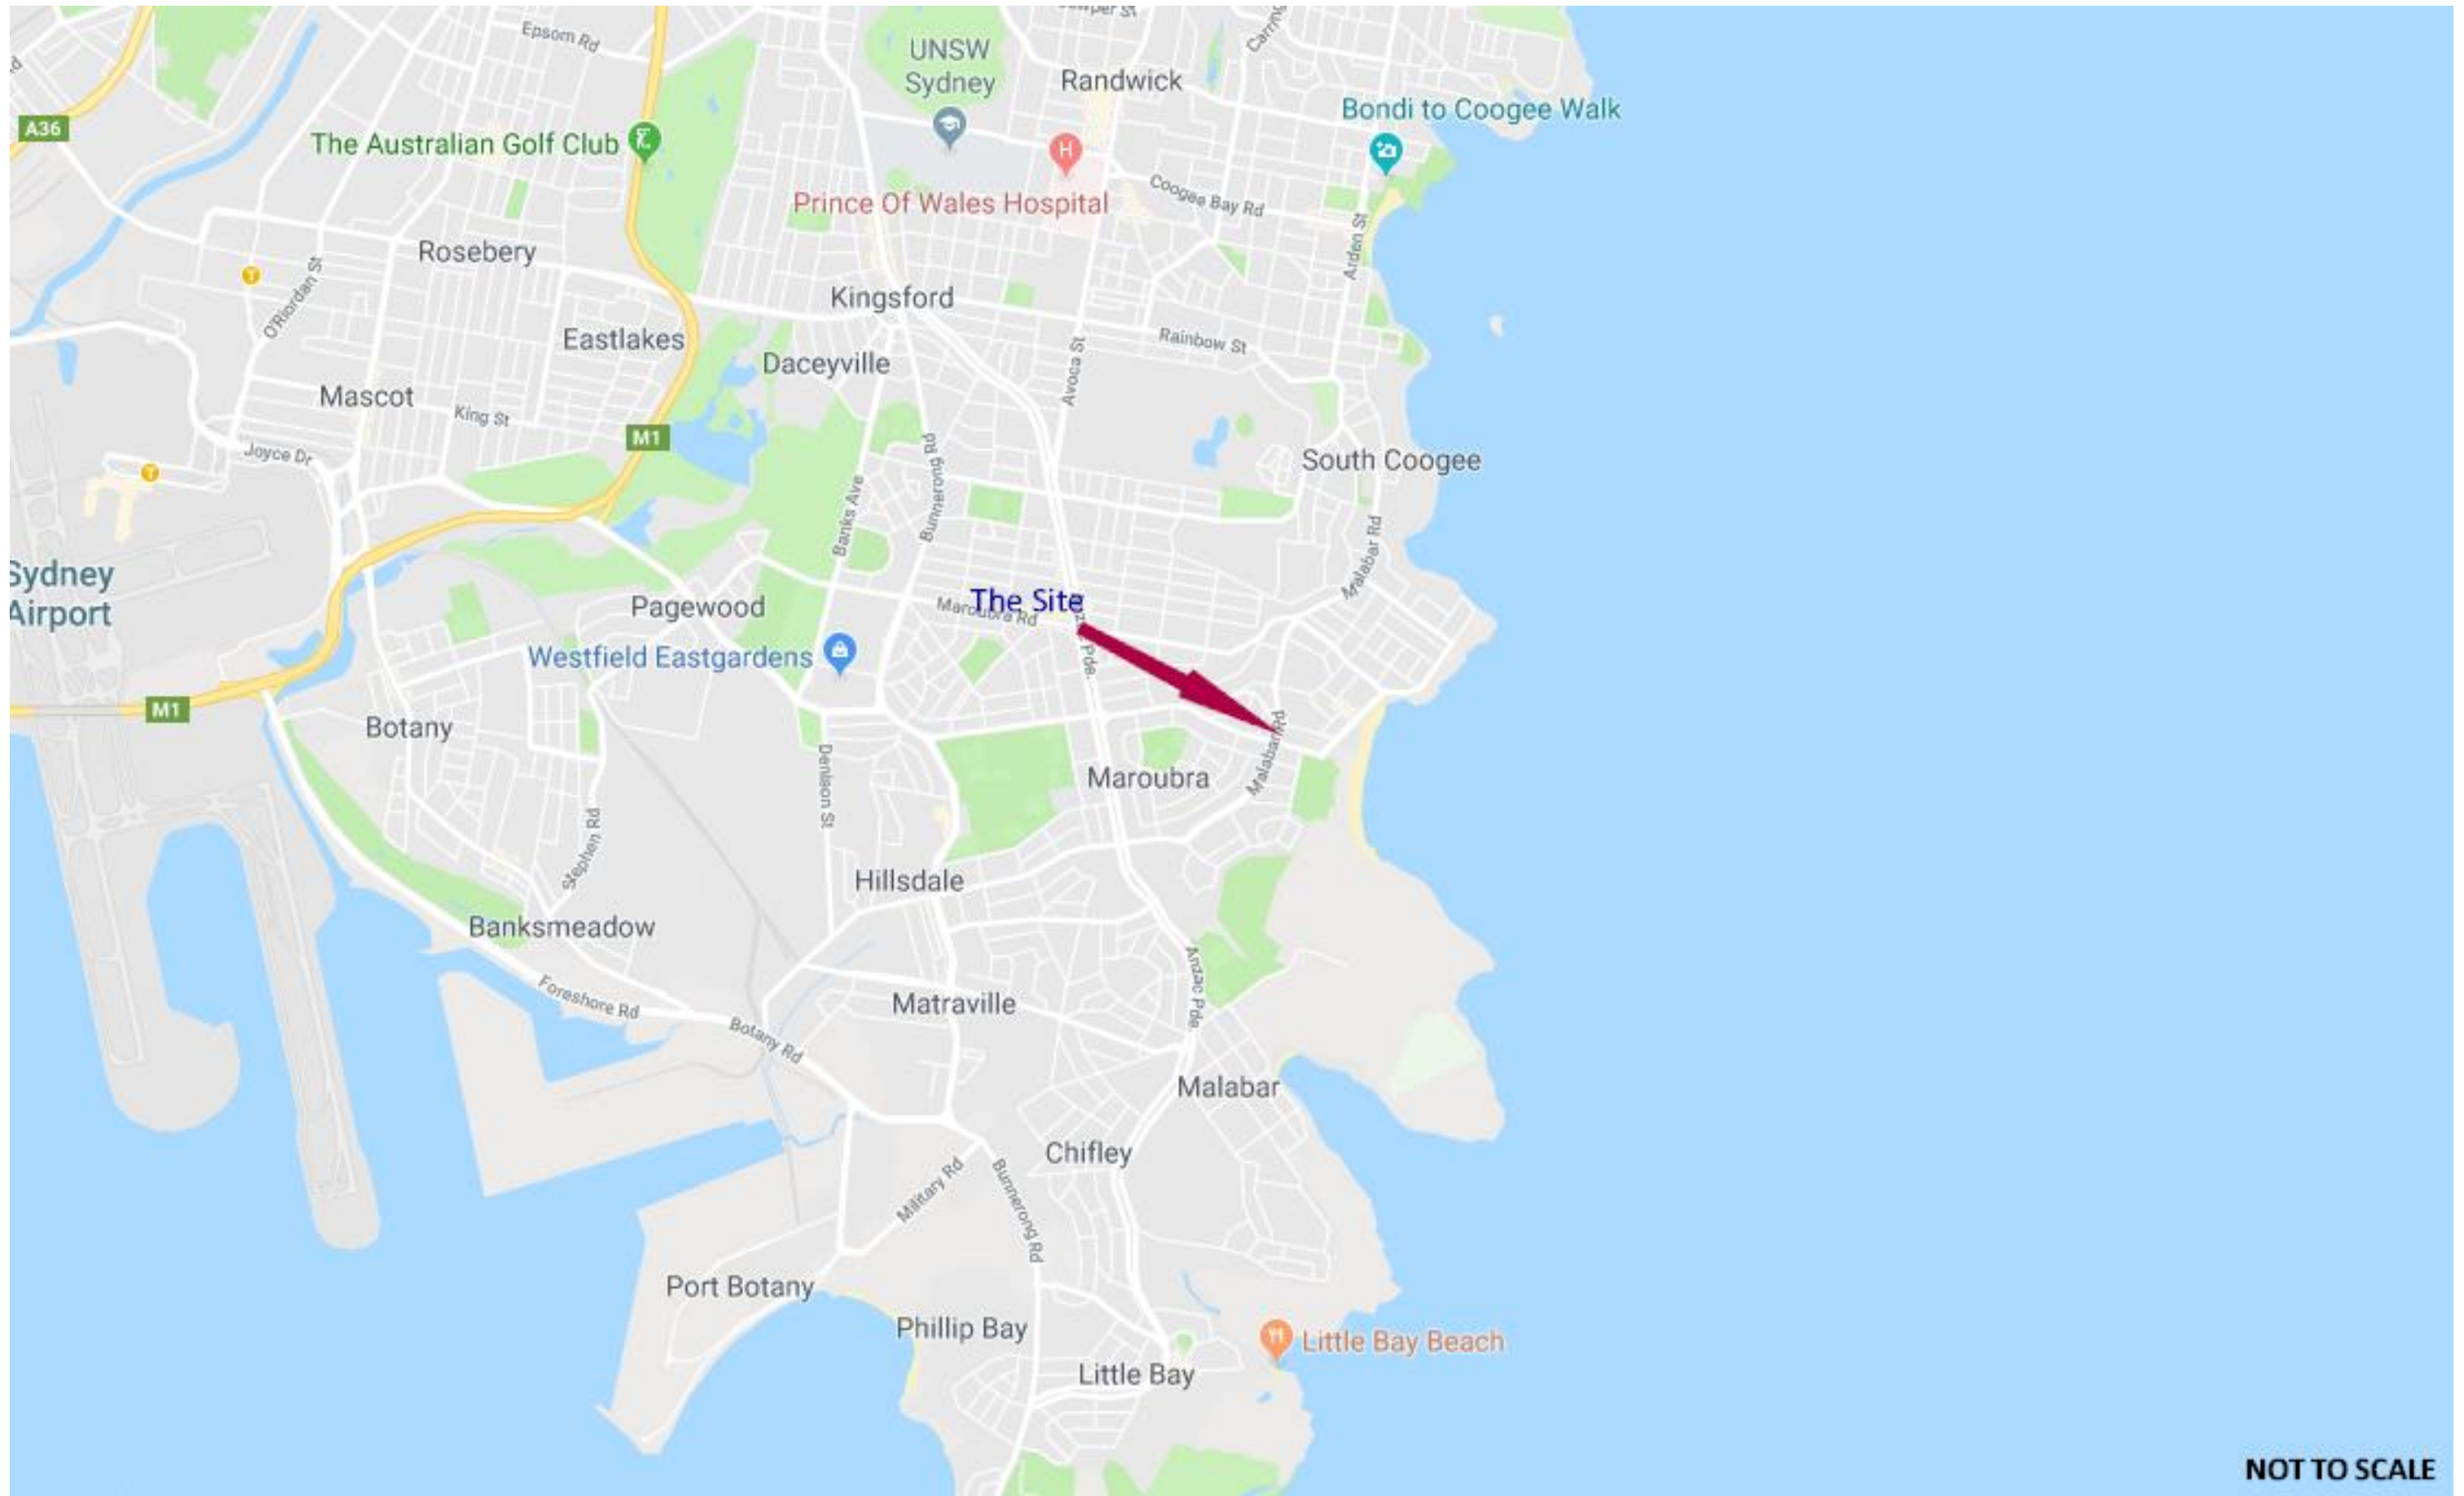 Epsom Rd
UNSW
Sydney
Randwick
Bondi to Coogee Walk
A36
The Australian Golf Club
H
Prince Of Wales Hospital
Coogee Bay Rd
Arden St
Rosebery
T
O'Riordan St
Kingsford
Eastlakes
Daceyville
Rainbow St
Avoca St
Mascot
King St
M1
Joyce Dr
T
South Coogee
Banks Ave
Bunnerong Rd
Malabar Rd
Sydney
Airport
Pagewood
The Site
Maroubra Rd
Pde.
Westfield Eastgardens
M1
Botany
Denison St
Malabar Rd
Maroubra
Stephen Rd
Hillsdale
Banksmeadow
Anzac Pde.
Foreshore Rd
Matraville
Botany Rd
Malabar
Chifley
Military Rd
Bunnerong Rd
Port Botany
Phillip Bay
Little Bay Beach
Little Bay
NOT TO SCALE